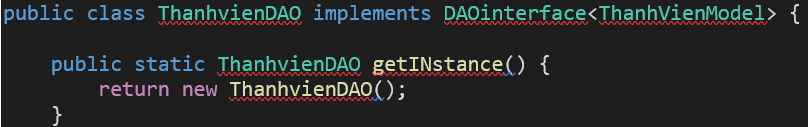 public class ThanhvienDAO implements DAOinterface<ThanhVienModel> {
public static ThanhvienDAO getINstance() {
return new ThanhvienDAO();
}